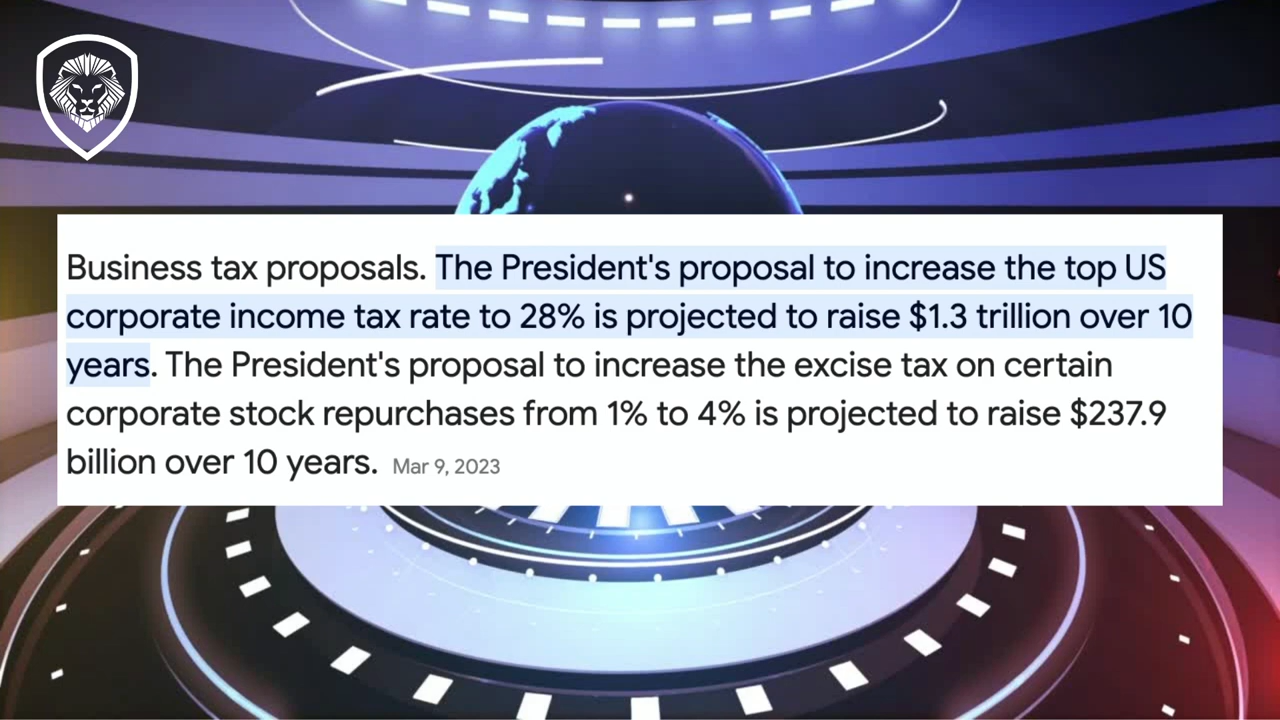 Business tax proposals. The President's proposal to increase the top US
corporate income tax rate to 28% is projected to raise $1.3 trillion over 10
years. The President's proposal to increase the excise tax on certain
corporate stock repurchases from 1% to 4% is projected to raise $237.9
billion over 10 years. Mar 9, 2023